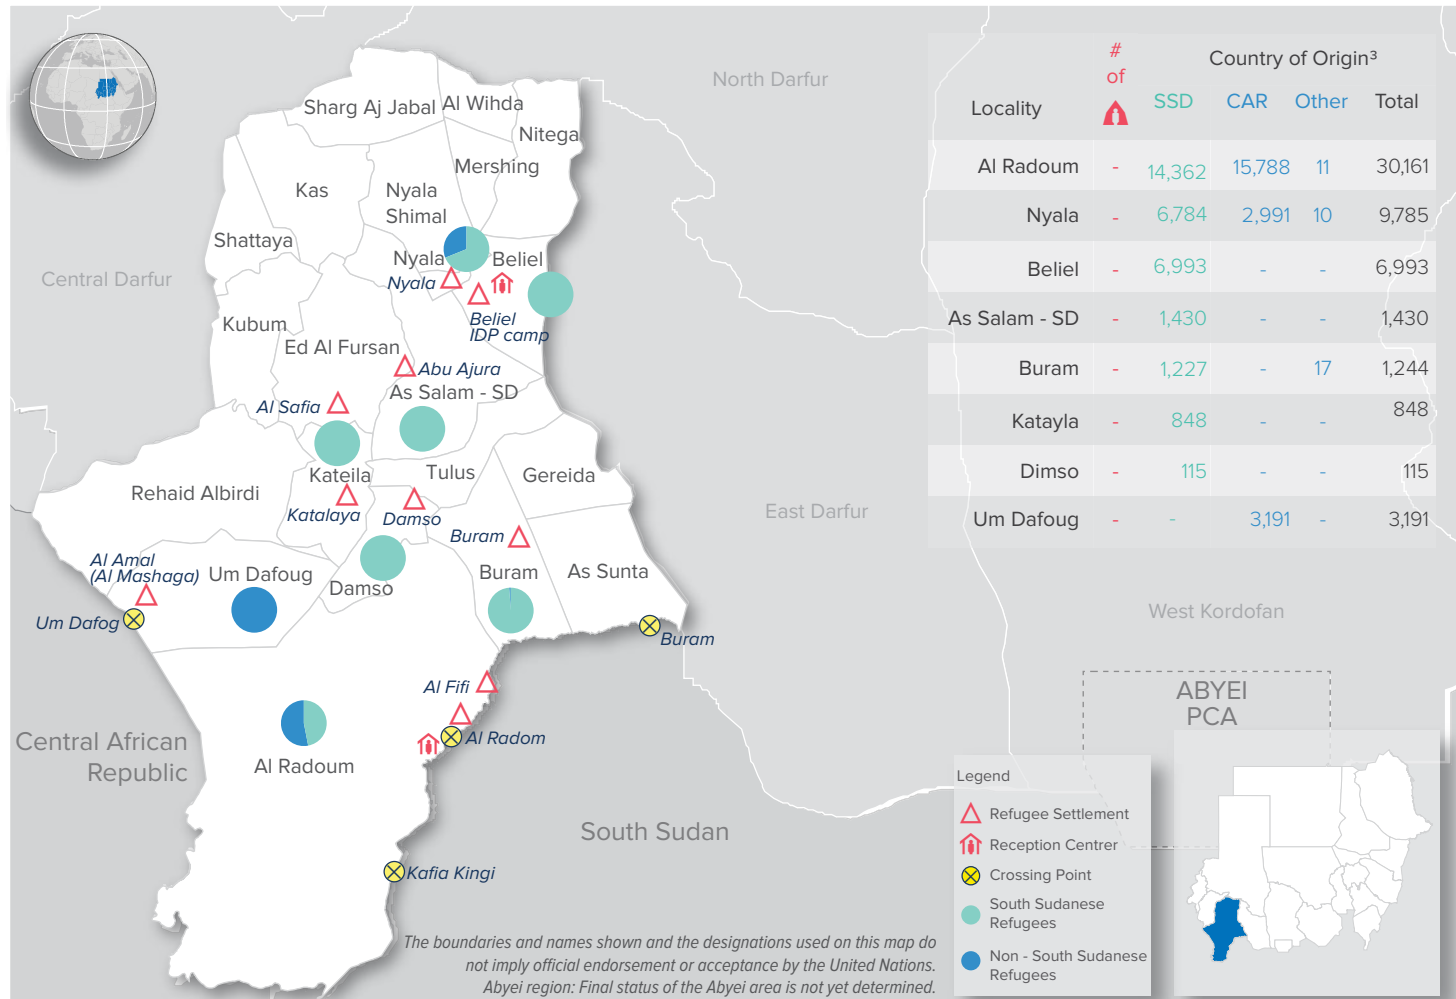 North Darfur
Central Darfur
East Darfur
West Kordofan
Central African
Republic
South Sudan
ABYEI
PCA
Sharg Aj Jabal
Al Wihda
Nitega
Mershing
Kas
Nyala
Shimal
Shattaya
Nyala
Beliel
Nyala
Beliel
IDP camp
Kubum
Ed Al Fursan
Abu Ajura
As Salam - SD
Al Safia
Kateila
Tulus
Gereida
Rehaid Albirdi
Katalaya
Damso
Buram
Al Amal
(Al Mashaga)
Um Dafoug
Damso
Buram
As Sunta
Um Dafog
Buram
Al Fifi
Al Radom
Al Radoum
Kafia Kingi
# of
Country of Origin³
Locality SSD CAR Other Total
Al Radoum - 14,362 15,788 11 30,161
Nyala - 6,784 2,991 10 9,785
Beliel - 6,993 - - 6,993
As Salam - SD - 1,430 - - 1,430
Buram - 1,227 - 17 1,244
Katayla - 848 - - 848
Dimso - 115 - - 115
Um Dafoug - - 3,191 - 3,191
Legend
Refugee Settlement
Reception Centrer
Crossing Point
South Sudanese
Refugees
Non - South Sudanese
Refugees
The boundaries and names shown and the designations used on this map do
not imply official endorsement or acceptance by the United Nations.
Abyei region: Final status of the Abyei area is not yet determined.